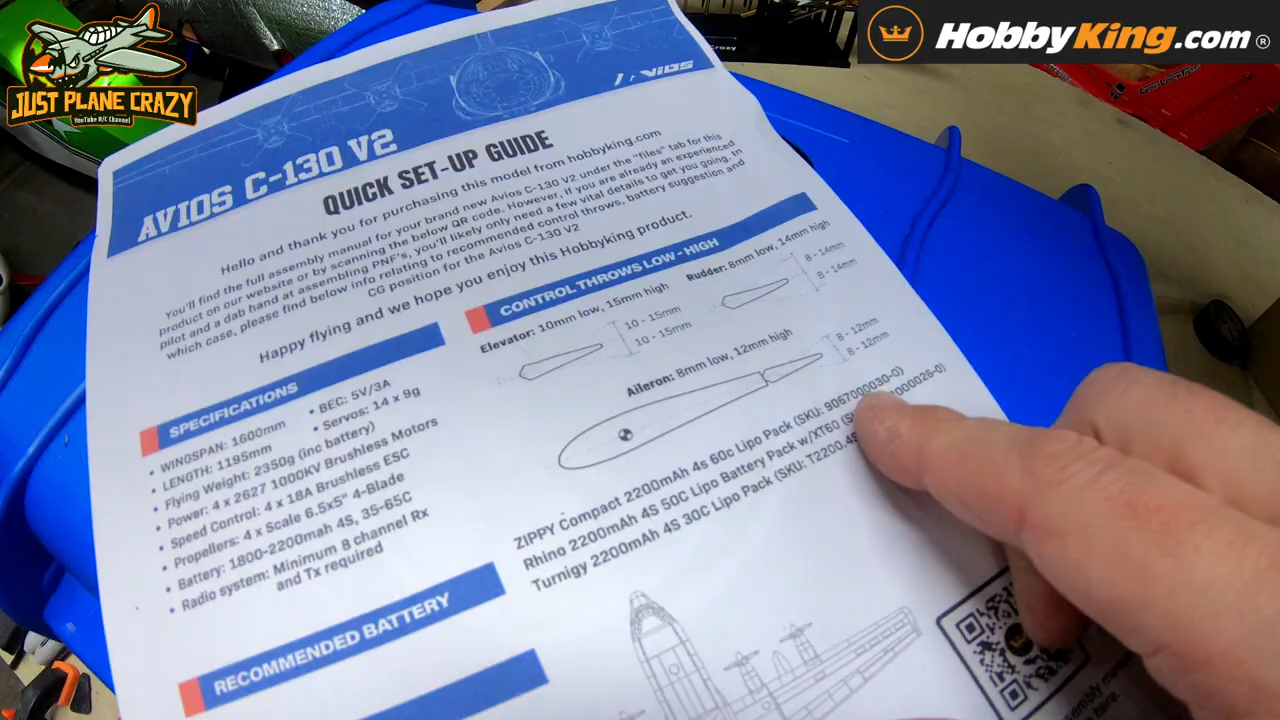 JUST PLANE CRAZY
YouTube R/C Channel
HobbyKing.com ®
AVIOS
AVIOS C-130 V2
QUICK SET-UP GUIDE
Hello and thank you for purchasing this model from hobbyking.com
You'll find the full assembly manual for your brand new Avios C-130 V2 under the "files" tab for this
product on our website or by scanning the below QR code. However, if you are already an experienced
pilot and a dab hand at assembling PNF's, you'll likely only need a few vital details to get you going. In
which case, please find below info relating to recommended control throws, battery suggestion and
CG position for the Avios C-130 V2
Happy flying and we hope you enjoy this Hobbyking product.
SPECIFICATIONS
• WINGSPAN: 1600mm
• LENGTH: 1195mm
• Flying Weight: 2350g (inc battery)
• Power: 4 x 2627 1000KV Brushless Motors
• Speed Control: 4 x 18A Brushless ESC
• Propellers: 4 x Scale 6.5x5" 4-Blade
• Battery: 1800-2200mah 4S, 35-65C
• Radio system: Minimum 8 channel Rx
and Tx required
• BEC: 5V/3A
• Servos: 14 x 9g
CONTROL THROWS LOW - HIGH
Elevator: 10mm low, 15mm high
10 - 15mm
10 - 15mm
Rudder: 8mm low, 14mm high
8 - 14mm
8 - 14mm
Aileron: 8mm low, 12mm high
8 - 12mm
8 - 12mm
RECOMMENDED BATTERY
ZIPPY Compact 2200mAh 4s 60c Lipo Pack (SKU: 9067000030-0)
Rhino 2200mAh 4S 50C Lipo Battery Pack w/XT60
Turnigy 2200mAh 4S 30C Lipo Pack (SKU: T2200.4S
here.